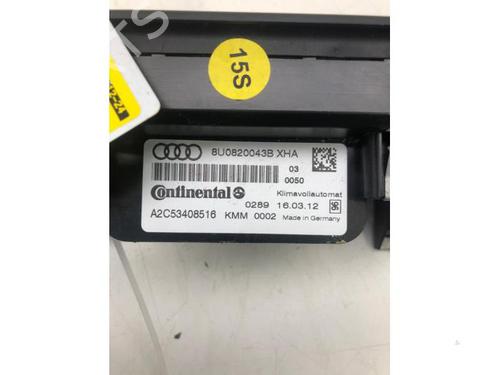 15S
8U0820043B XHA
03
0050
Continental
Klimavollautomat
0289 16.03.12
A2C53408516 KMM 0002 Made in Germany